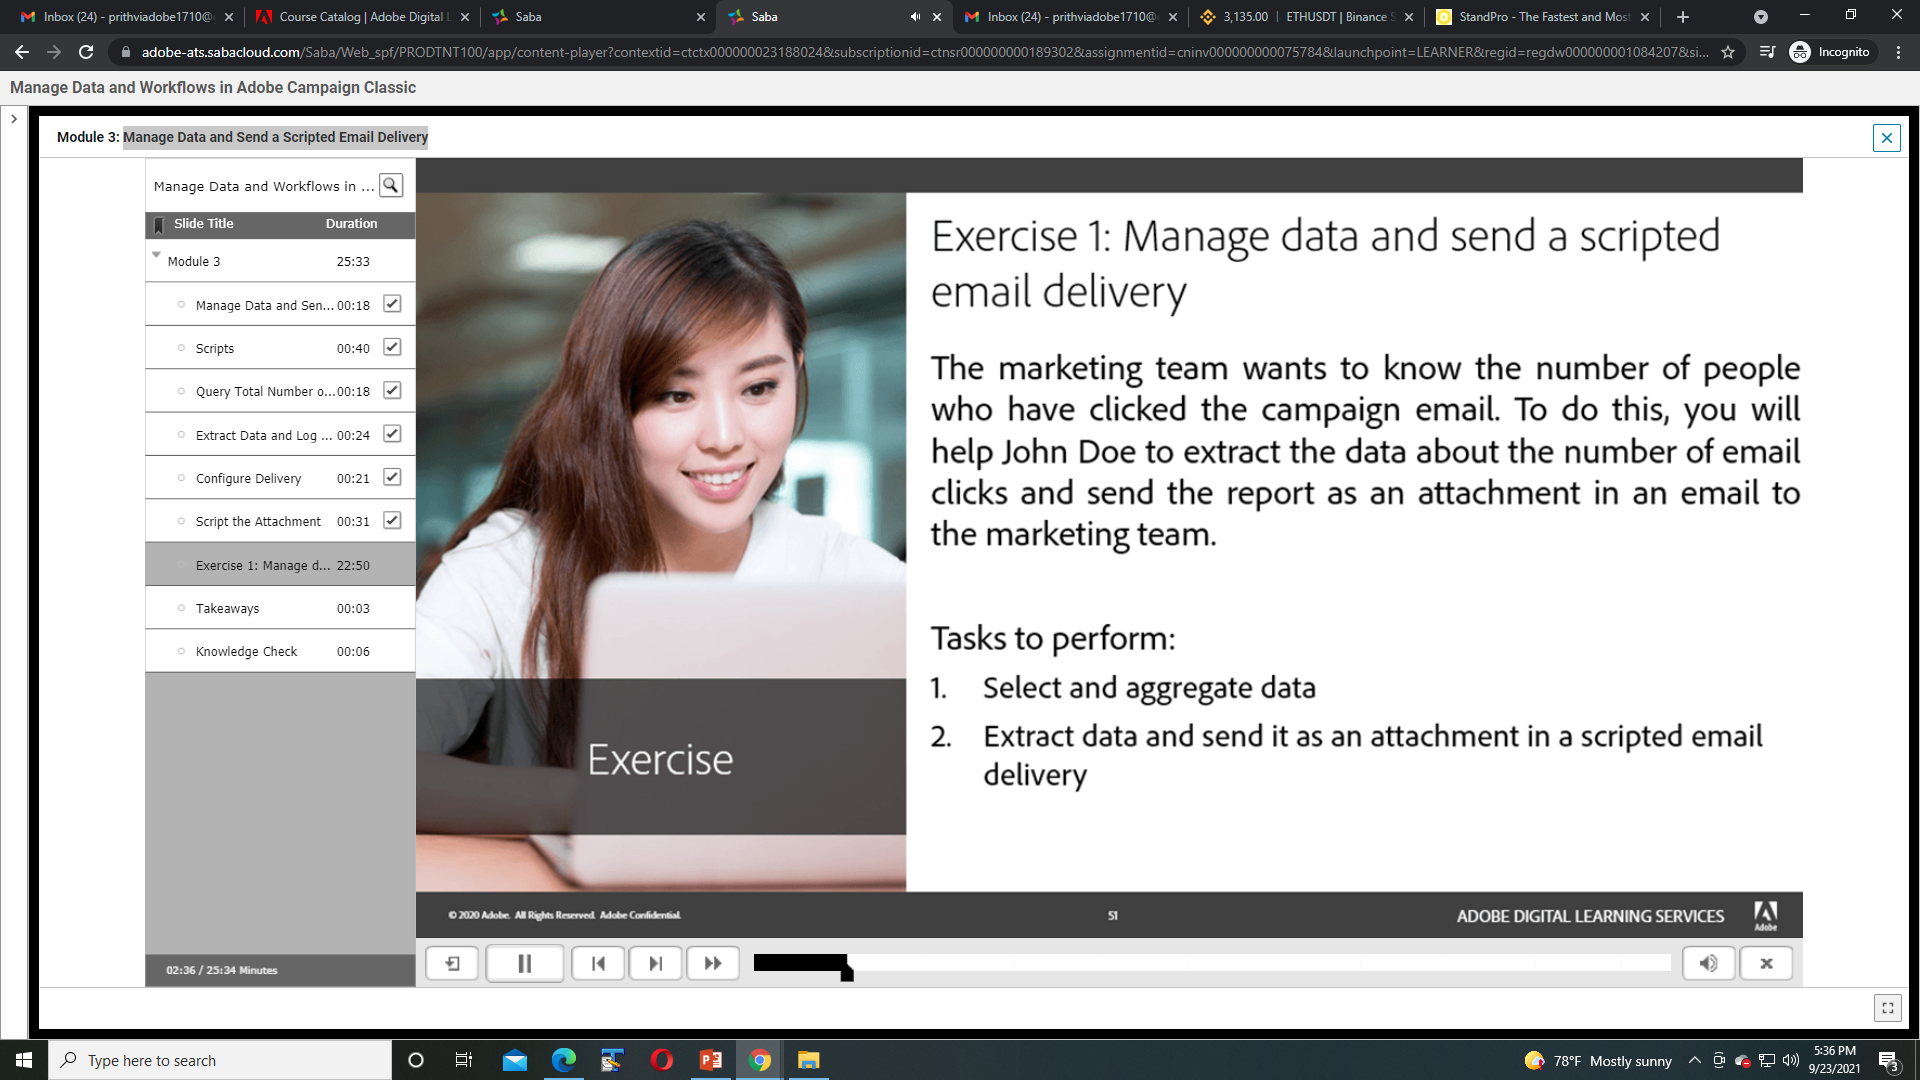 Inbox (24) - prithviadobe1710@
Course Catalog | Adobe Digital L
Saba
Saba
Inbox (24) - prithviadobe1710@
3,135.00 | ETHUSDT | Binance S
StandPro - The Fastest and Most
adobe-ats.sabacloud.com/Saba/Web_spf/PRODTNT100/app/content-player?contextid=ctctx000000023188024&subscriptionid=ctnsr0000000000189302&assignmentid=cninv000000000075784&launchpoint=LEARNER&regid=regdw000000001084207&si...
Incognito
Manage Data and Workflows in Adobe Campaign Classic
Module 3: Manage Data and Send a Scripted Email Delivery
Manage Data and Workflows in ...
Slide Title Duration
Module 3 25:33
Manage Data and Sen... 00:18
Scripts 00:40
Query Total Number o... 00:18
Extract Data and Log ... 00:24
Configure Delivery 00:21
Script the Attachment 00:31
Exercise 1: Manage d... 22:50
Takeaways 00:03
Knowledge Check 00:06
02:36 / 25:34 Minutes
Exercise
Exercise 1: Manage data and send a scripted
email delivery
The marketing team wants to know the number of people
who have clicked the campaign email. To do this, you will
help John Doe to extract the data about the number of email
clicks and send the report as an attachment in an email to
the marketing team.
Tasks to perform:
1. Select and aggregate data
2. Extract data and send it as an attachment in a scripted email
delivery
© 2020 Adobe. All Rights Reserved. Adobe Confidential.
51
ADOBE DIGITAL LEARNING SERVICES
Adobe
Type here to search
78°F Mostly sunny
5:36 PM
9/23/2021
3